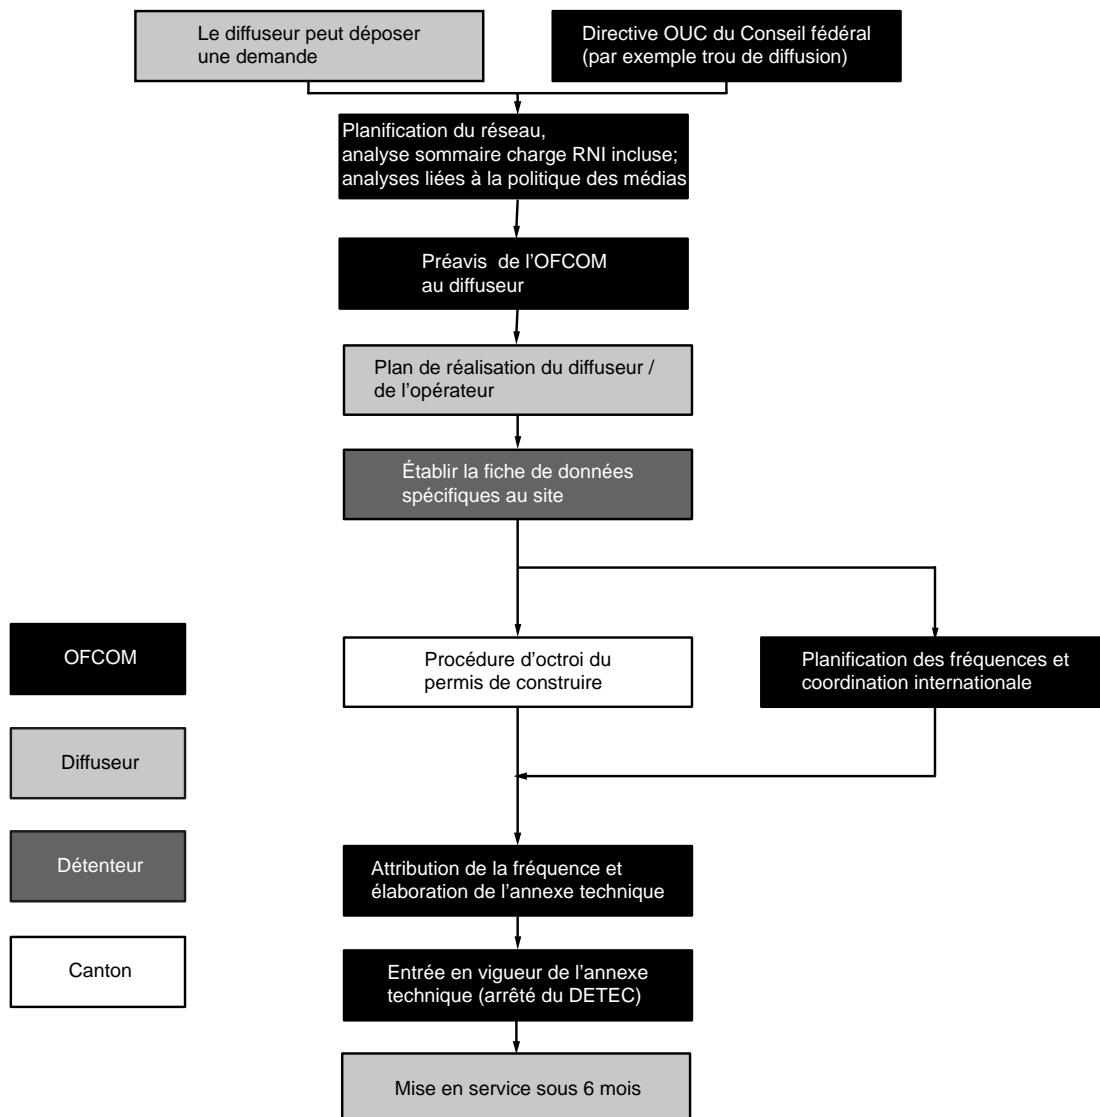 Le diffuseur peut déposer
une demande
Directive OUC du Conseil fédéral
(par exemple trou de diffusion)
Planification du réseau,
analyse sommaire charge RNI incluse;
analyses liées à la politique des médias
Préavis de l'OFCOM
au diffuseur
Plan de réalisation du diffuseur /
de l'opérateur
Établir la fiche de données
spécifiques au site
OFCOM
Diffuseur
Détenteur
Canton
Procédure d'octroi du
permis de construire
Planification des fréquences et
coordination internationale
Attribution de la fréquence et
élaboration de l'annexe technique
Entrée en vigueur de l'annexe
technique (arrêté du DETEC)
Mise en service sous 6 mois